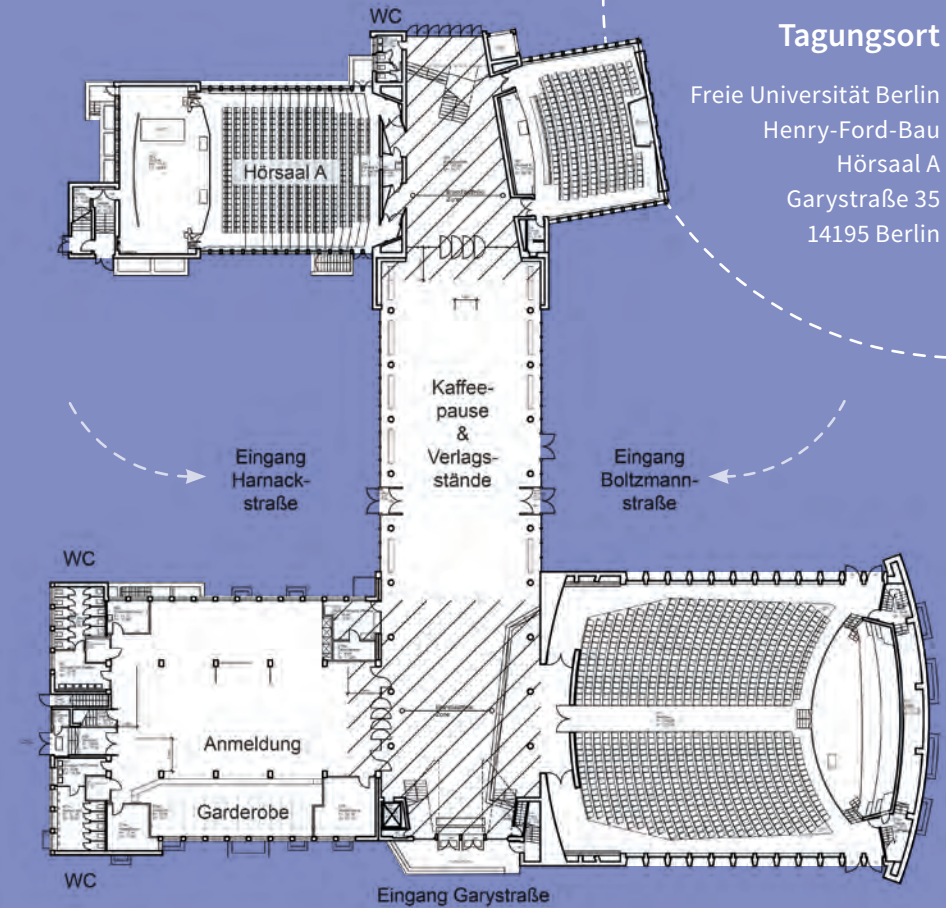 WC
Tagungsort
Freie Universität Berlin
Henry-Ford-Bau
Hörsaal A
Garystraße 35
14195 Berlin
Hörsaal A
Kaffee-
pause
&
Verlags-
stände
Eingang
Harnack-
straße
Eingang
Boltzmann-
straße
WC
Anmeldung
Garderobe
WC
Eingang Garystraße